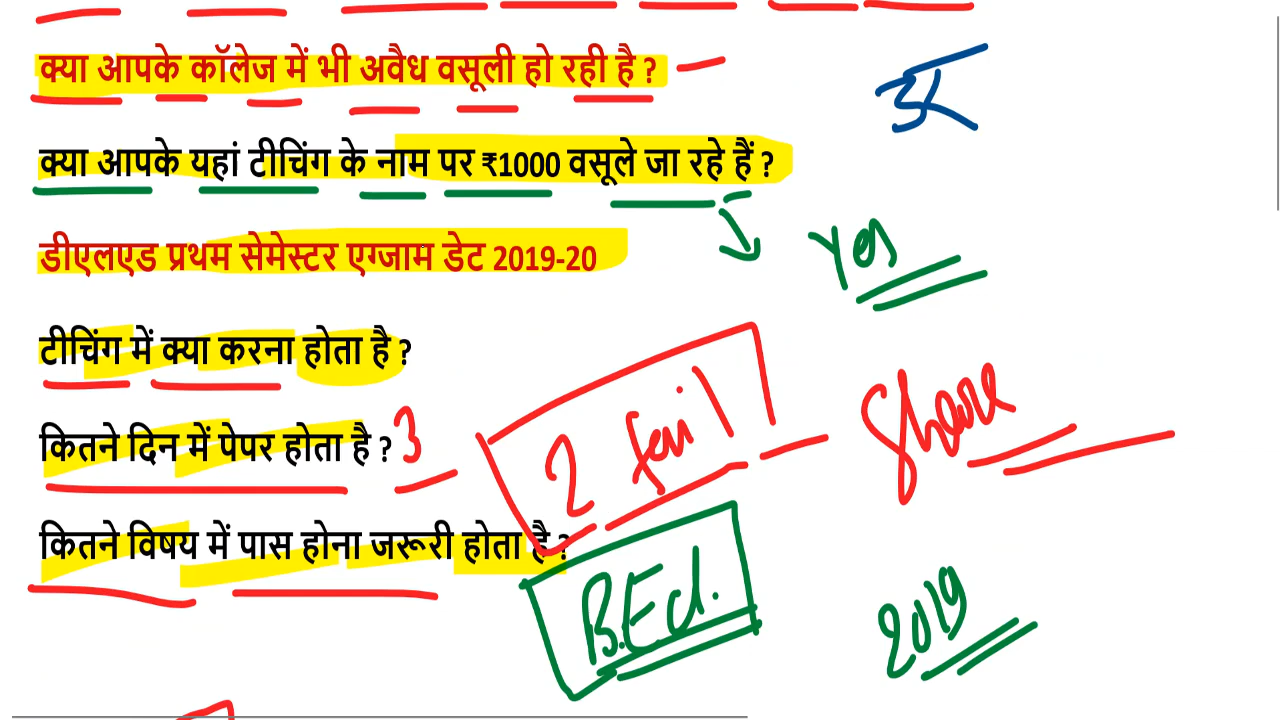 क्या आपके कॉलेज में भी अवैध वसूली हो रही है ?
क्या आपके यहां टीचिंग के नाम पर ₹1000 वसूले जा रहे हैं ?
Yes
डीएलएड प्रथम सेमेस्टर एग्जाम डेट 2019-20
टीचिंग में क्या करना होता है ?
Share
कितने दिन में पेपर होता है ? 3
2 fail
कितने विषय में पास होना जरूरी होता है ?
B.Ed.
2019